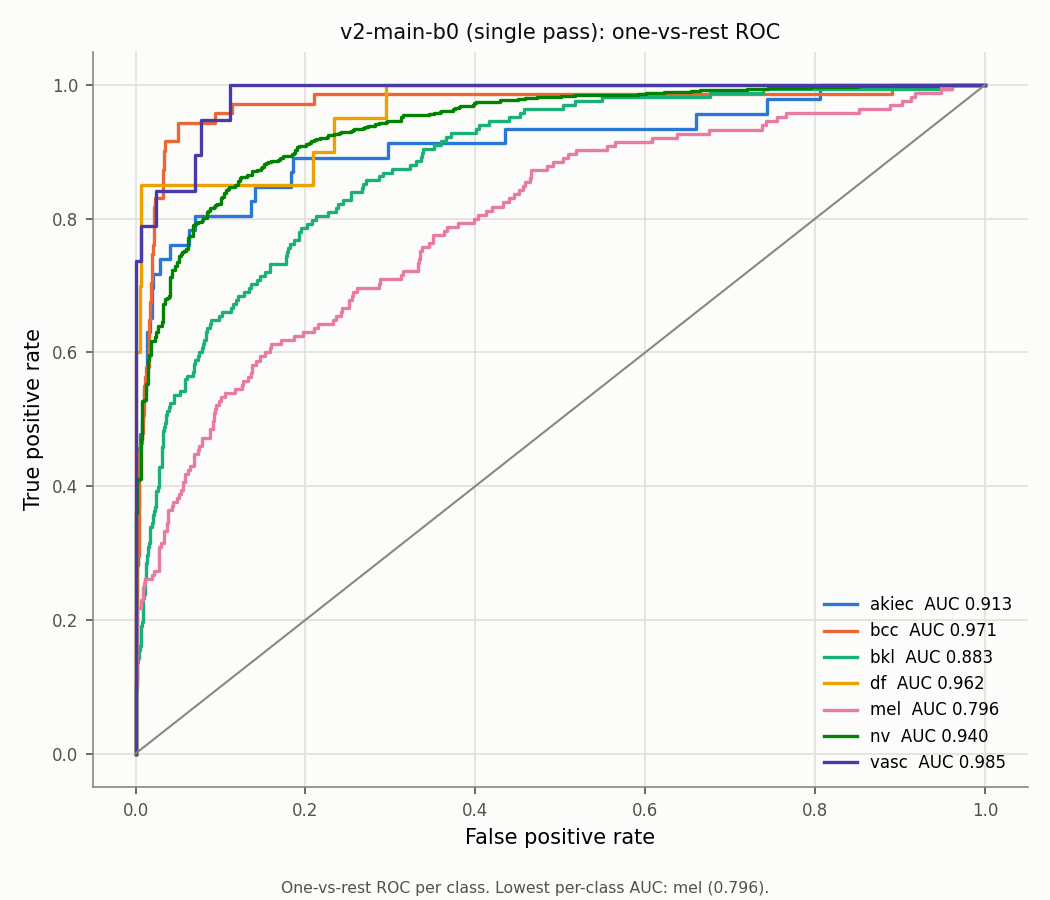 v2-main-b0 (single pass): one-vs-rest ROC
True positive rate
1.0
0.8
0.6
0.4
0.2
0.0
0.0
0.2
0.4
0.6
0.8
1.0
False positive rate
akiec AUC 0.913
bcc AUC 0.971
bkl AUC 0.883
df AUC 0.962
mel AUC 0.796
nv AUC 0.940
vasc AUC 0.985
One-vs-rest ROC per class. Lowest per-class AUC: mel (0.796).